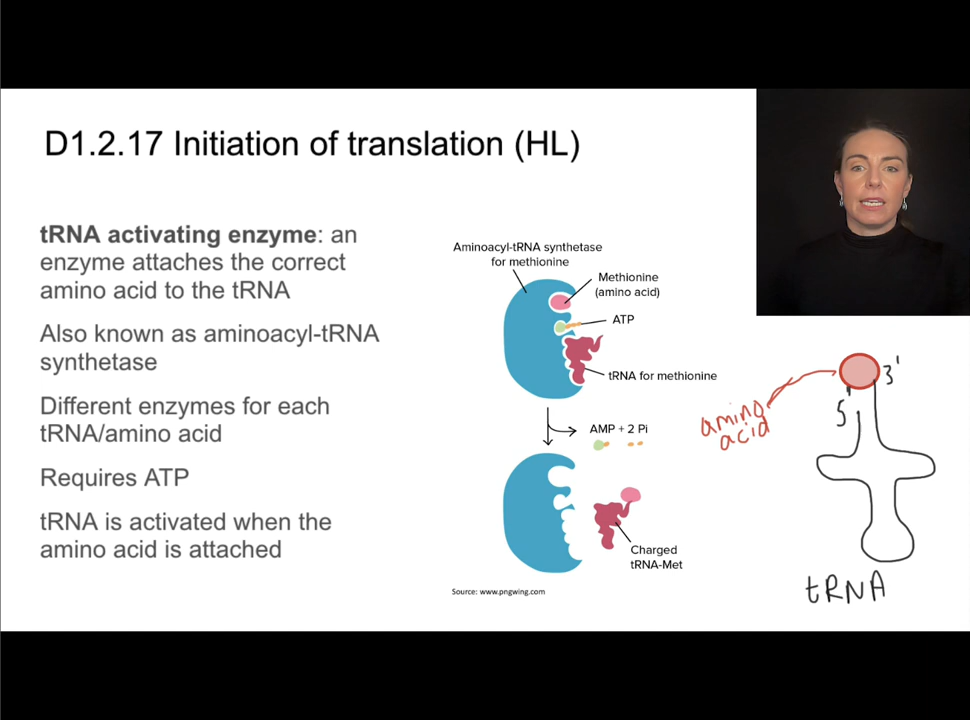 D1.2.17 Initiation of translation (HL)
tRNA activating enzyme: an
enzyme attaches the correct
amino acid to the tRNA
Also known as aminoacyl-tRNA
synthetase
Different enzymes for each
tRNA/amino acid
Requires ATP
tRNA is activated when the
amino acid is attached
Aminoacyl-tRNA synthetase
for methionine
Methionine
(amino acid)
ATP
tRNA for methionine
AMP + 2 Pi
Charged
tRNA-Met
Source: www.pngwing.com
amino
acid
3'
5'
tRNA